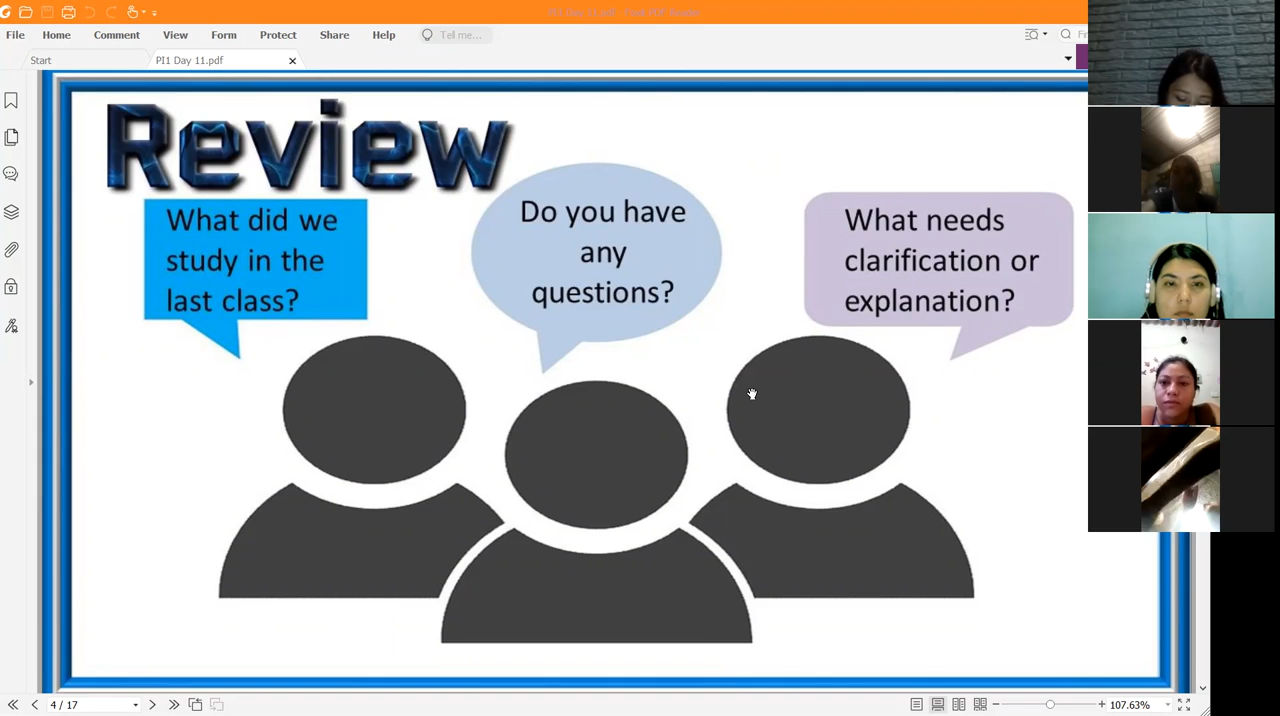 File Home Comment View Form Protect Share Help Tell me...
Start PI1 Day 11.pdf
Review
What did we
study in the
last class?
Do you have
any
questions?
What needs
clarification or
explanation?
4 / 17
107.63%